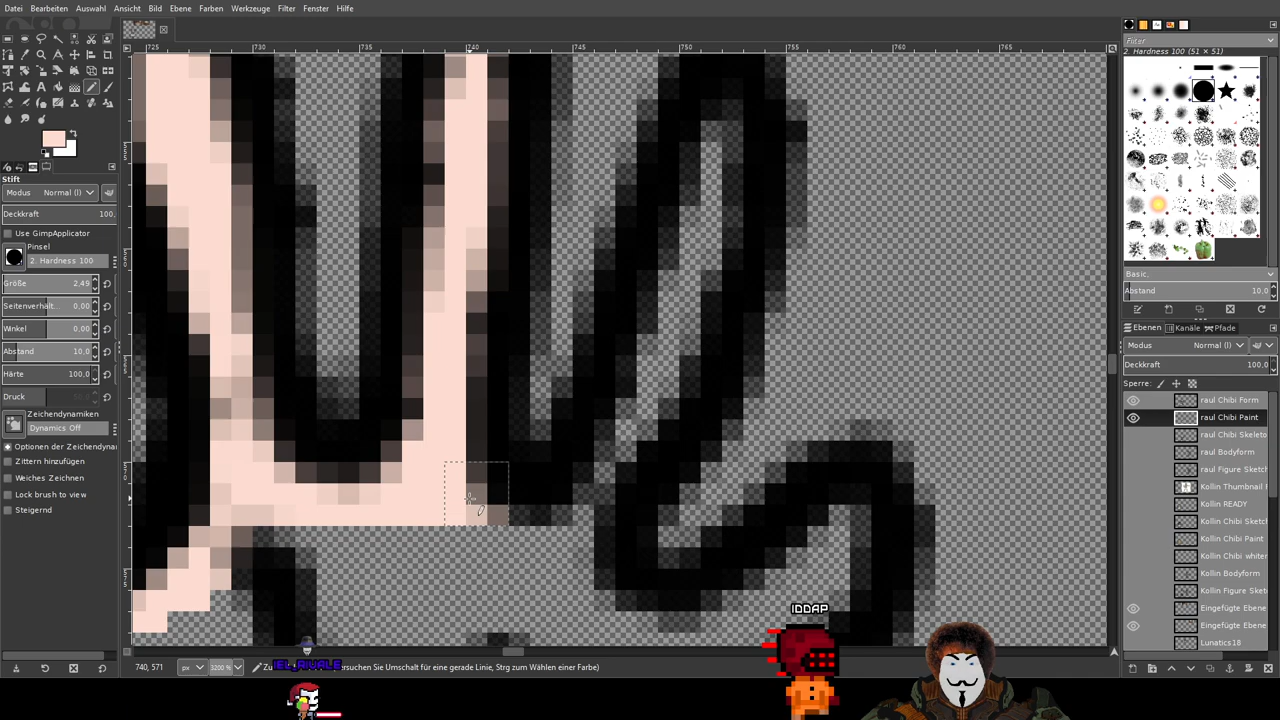 Datei Bearbeiten Auswahl Ansicht Bild Ebene Farben Werkzeuge Filter Fenster Hilfe
725 730 735 740 745 750 755 760 765
Stift
Modus Normal (l)
Deckkraft 100,
Use GimpApplicator
Pinsel
2. Hardness 100
Größe 2,49
Seitenverhält... 0,00
Winkel 0,00
Abstand 10,0
Härte 100,0
Druck 50,0
Zeichendynamiken
Dynamics Off
Optionen der Zeichendynar
Zittern hinzufügen
Weiches Zeichnen
Lock brush to view
Steigernd
Filter
2. Hardness 100 (51 × 51)
Basic,
Abstand 10,0
Ebenen Kanäle Pfade
Modus Normal (l)
Deckkraft 100,0
Sperre:
raul Chibi Form
raul Chibi Paint
raul Chibi Skeleto
raul Bodyform
raul Figure Sketch
Kollin Thumbnail
Kollin READY
Kollin Chibi Sketch
Kollin Chibi Paint
Kollin Chibi whiter
Kollin Bodyform
Kollin Figure Sket
Eingefügte Ebene
Eingefügte Ebene
Lunatics18
740, 571 px 3200 % rsuchen Sie Umschalt für eine gerade Linie, Strg zum Wählen einer Farbe)
IDDAP